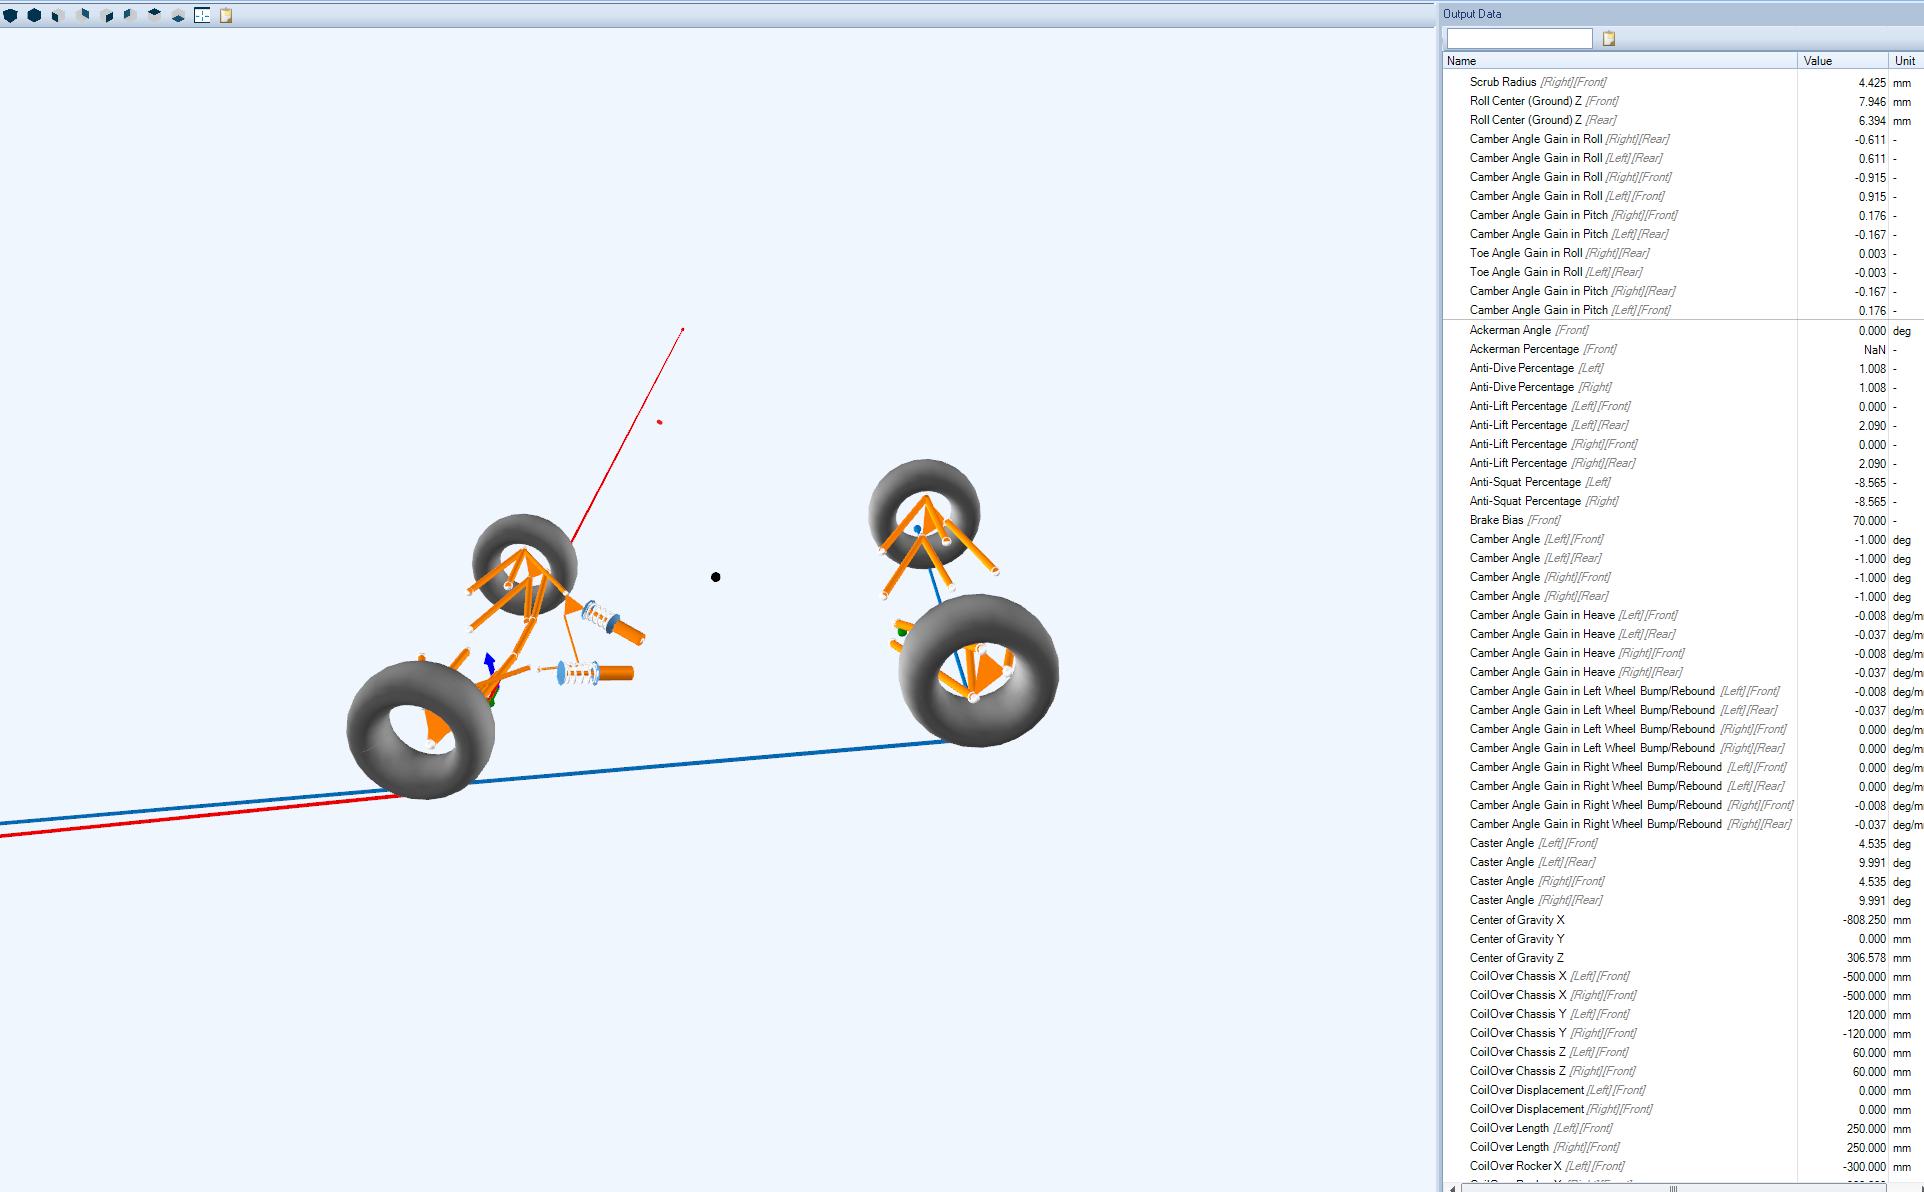 Output Data
Name Value Unit
Scrub Radius [Right][Front] 4.425 mm
Roll Center (Ground) Z [Front] 7.946 mm
Roll Center (Ground) Z [Rear] 6.394 mm
Camber Angle Gain in Roll [Right][Rear] -0.611 -
Camber Angle Gain in Roll [Left][Rear] 0.611 -
Camber Angle Gain in Roll [Right][Front] -0.915 -
Camber Angle Gain in Roll [Left][Front] 0.915 -
Camber Angle Gain in Pitch [Right][Front] 0.176 -
Camber Angle Gain in Pitch [Left][Rear] -0.167 -
Toe Angle Gain in Roll [Right][Rear] 0.003 -
Toe Angle Gain in Roll [Left][Rear] -0.003 -
Camber Angle Gain in Pitch [Right][Rear] -0.167 -
Camber Angle Gain in Pitch [Left][Front] 0.176 -
Ackerman Angle [Front] 0.000 deg
Ackerman Percentage [Front] NaN -
Anti-Dive Percentage [Left] 1.008 -
Anti-Dive Percentage [Right] 1.008 -
Anti-Lift Percentage [Left][Front] 0.000 -
Anti-Lift Percentage [Left][Rear] 2.090 -
Anti-Lift Percentage [Right][Front] 0.000 -
Anti-Lift Percentage [Right][Rear] 2.090 -
Anti-Squat Percentage [Left] -8.565 -
Anti-Squat Percentage [Right] -8.565 -
Brake Bias [Front] 70.000 -
Camber Angle [Left][Front] -1.000 deg
Camber Angle [Left][Rear] -1.000 deg
Camber Angle [Right][Front] -1.000 deg
Camber Angle [Right][Rear] -1.000 deg
Camber Angle Gain in Heave [Left][Front] -0.008 deg/m
Camber Angle Gain in Heave [Left][Rear] -0.037 deg/m
Camber Angle Gain in Heave [Right][Front] -0.008 deg/m
Camber Angle Gain in Heave [Right][Rear] -0.037 deg/m
Camber Angle Gain in Left Wheel Bump/Rebound [Left][Front] -0.008 deg/m
Camber Angle Gain in Left Wheel Bump/Rebound [Left][Rear] -0.037 deg/m
Camber Angle Gain in Left Wheel Bump/Rebound [Right][Front] 0.000 deg/m
Camber Angle Gain in Left Wheel Bump/Rebound [Right][Rear] 0.000 deg/m
Camber Angle Gain in Right Wheel Bump/Rebound [Left][Front] 0.000 deg/m
Camber Angle Gain in Right Wheel Bump/Rebound [Left][Rear] 0.000 deg/m
Camber Angle Gain in Right Wheel Bump/Rebound [Right][Front] -0.008 deg/m
Camber Angle Gain in Right Wheel Bump/Rebound [Right][Rear] -0.037 deg/m
Caster Angle [Left][Front] 4.535 deg
Caster Angle [Left][Rear] 9.991 deg
Caster Angle [Right][Front] 4.535 deg
Caster Angle [Right][Rear] 9.991 deg
Center of Gravity X -808.250 mm
Center of Gravity Y 0.000 mm
Center of Gravity Z 306.578 mm
CoilOver Chassis X [Left][Front] -500.000 mm
CoilOver Chassis X [Right][Front] -500.000 mm
CoilOver Chassis Y [Left][Front] 120.000 mm
CoilOver Chassis Y [Right][Front] -120.000 mm
CoilOver Chassis Z [Left][Front] 60.000 mm
CoilOver Chassis Z [Right][Front] 60.000 mm
CoilOver Displacement [Left][Front] 0.000 mm
CoilOver Displacement [Right][Front] 0.000 mm
CoilOver Length [Left][Front] 250.000 mm
CoilOver Length [Right][Front] 250.000 mm
CoilOver Rocker X [Left][Front] -300.000 mm